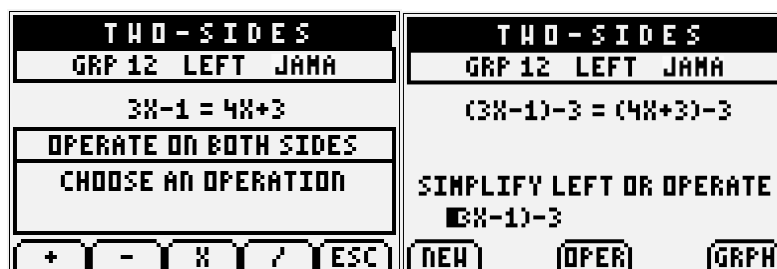 TWO-SIDES
GRP 12 LEFT JAMA
3X-1 = 4X+3
OPERATE ON BOTH SIDES
CHOOSE AN OPERATION
+ - X / ESC
TWO-SIDES
GRP 12 LEFT JAMA
(3X-1)-3 = (4X+3)-3
SIMPLIFY LEFT OR OPERATE
3X-1)-3
NEW OPER GRPH